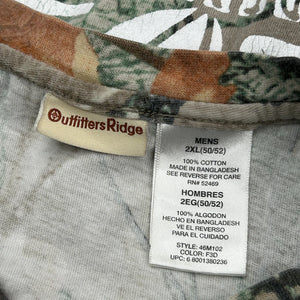 OutfittersRidge
MENS
2XL(50/52)
100% COTTON
MADE IN BANGLADESH
SEE REVERSE FOR CARE
RN# 52469
HOMBRES
2EG(50/52)
100% ALGODON
HECHO EN BANGLADESH
VE EL REVERSO
PARA EL CUIDADO
STYLE: 46M102
COLOR: F3D
UPC: 6 8001380236